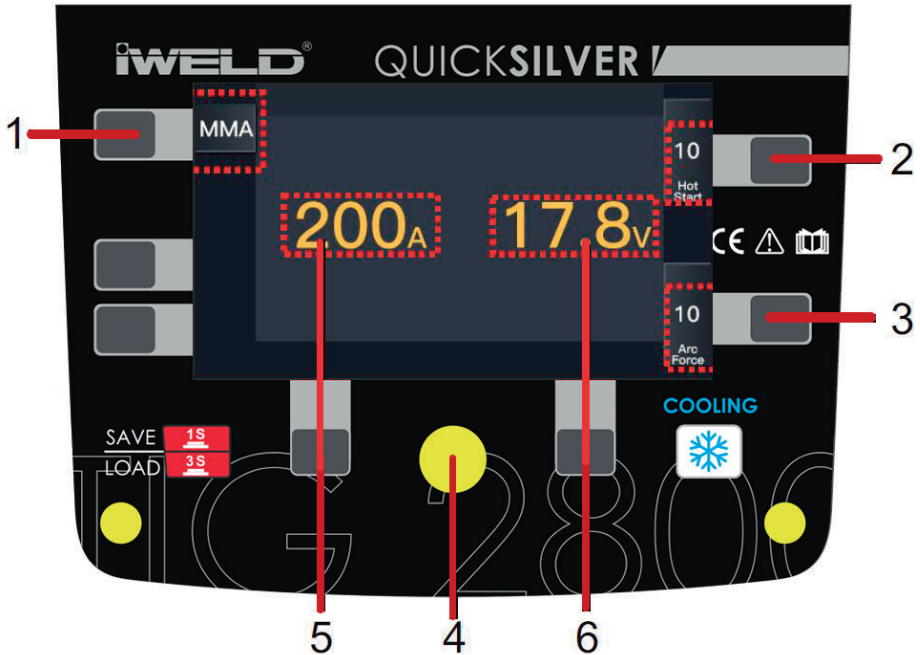 iWELD® QUICKSILVER
1
MMA
10
Hot
Start
2
200A
17.8V
CE
10
Arc
Force
3
COOLING
SAVE 1S
LOAD 3S
TIG 2800
5
4
6